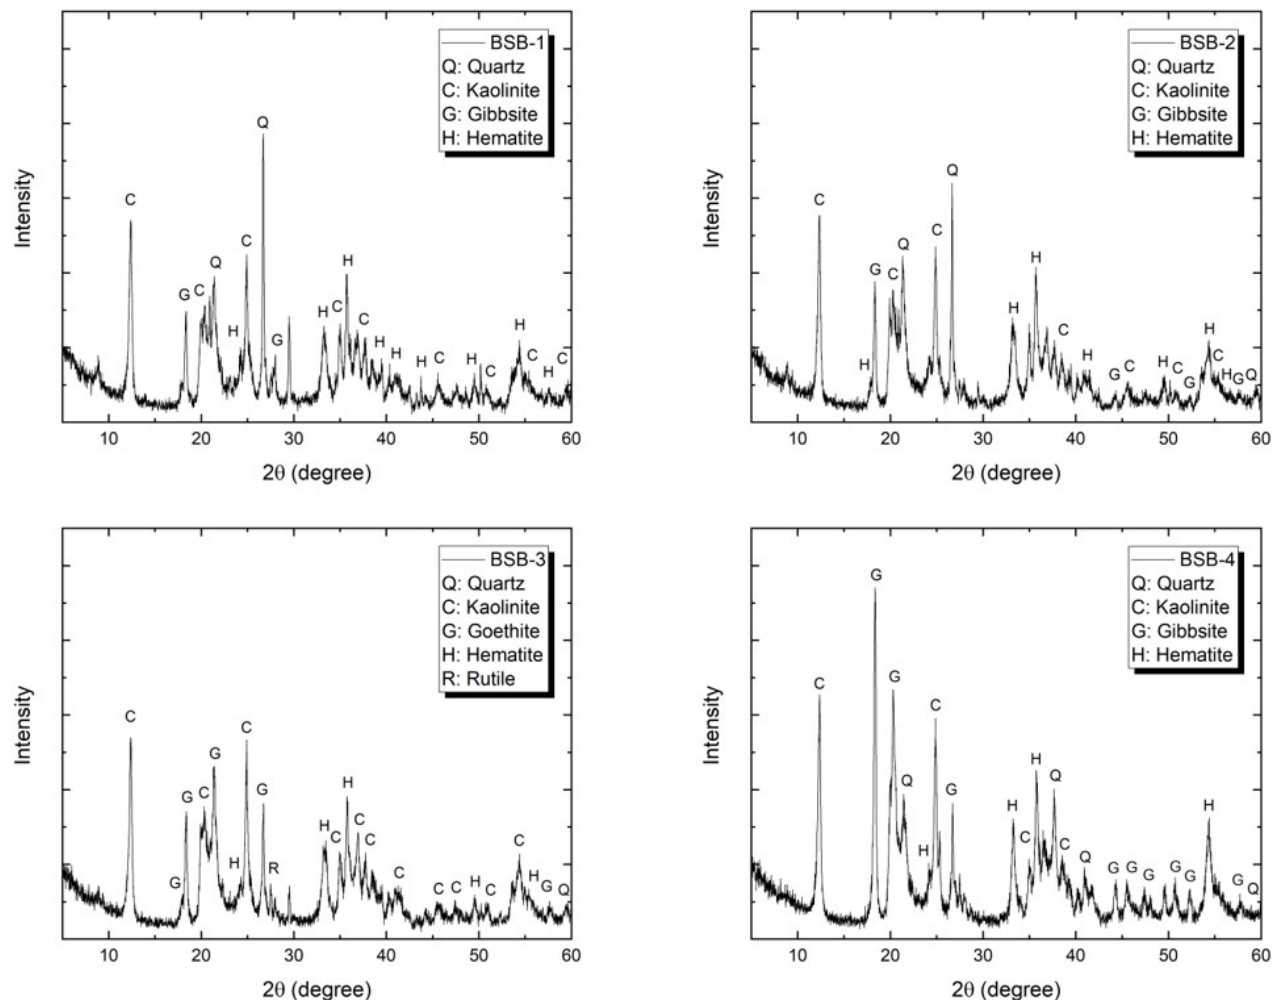 BSB-1
Q: Quartz
C: Kaolinite
G: Gibbsite
H: Hematite
C G C Q H C Q G H C H C H H H C H C H C H C
Intensity
10 20 30 40 50 60
2θ (degree)
BSB-2
Q: Quartz
C: Kaolinite
G: Gibbsite
H: Hematite
C H G C Q C Q H H C H G C H C G H C H G Q
Intensity
10 20 30 40 50 60
2θ (degree)
BSB-3
Q: Quartz
C: Kaolinite
G: Goethite
H: Hematite
R: Rutile
C G G C G H C G R H C H C C C C C H C C H G Q
Intensity
10 20 30 40 50 60
2θ (degree)
BSB-4
Q: Quartz
C: Kaolinite
G: Gibbsite
H: Hematite
C G G Q H C G H C H Q C Q G G G G G H G Q
Intensity
10 20 30 40 50 60
2θ (degree)